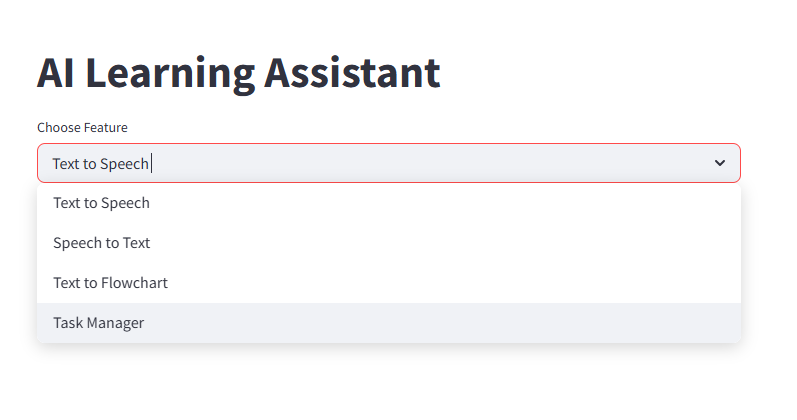 AI Learning Assistant
Choose Feature
Text to Speech
Text to Speech
Speech to Text
Text to Flowchart
Task Manager